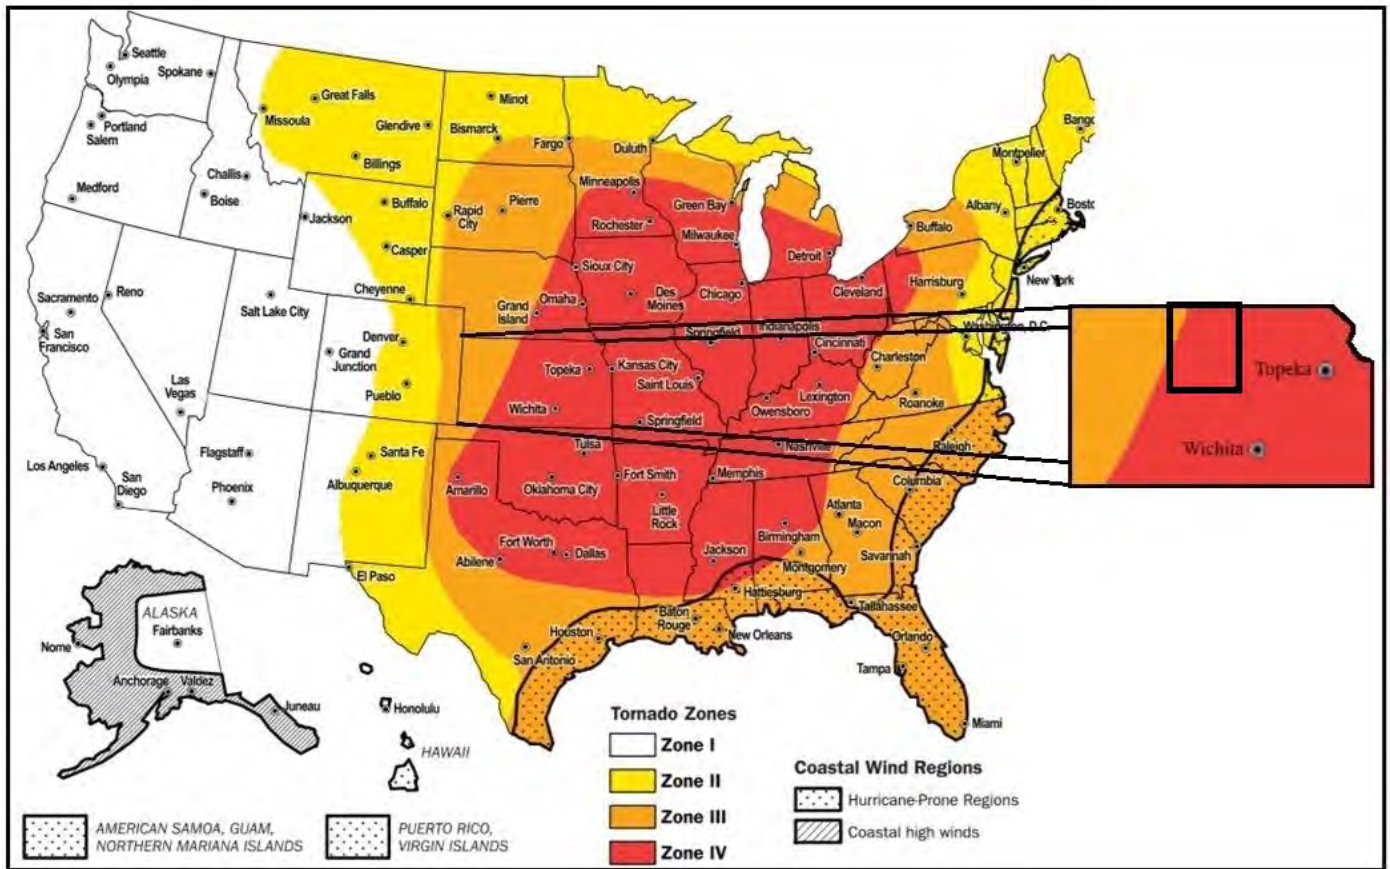 Seattle
Olympia
Spokane
Portland
Salem
Medford
Challis
Boise
Missoula
Great Falls
Glendive
Billings
Minot
Bismarck
Fargo
Duluth
Minneapolis
Rochester
Green Bay
Milwaukee
Detroit
Buffalo
Albany
Montpelier
Bango
Bosto
New York
Harrisburg
Washington, D.C.
Jackson
Buffalo
Casper
Cheyenne
Rapid
City
Pierre
Sioux City
Grand
Island
Omaha
Des
Moines
Chicago
Cleveland
Springfield
Indianapolis
Cincinnati
Charleston
Roanoke
Sacramento
Reno
San
Francisco
Salt Lake City
Las
Vegas
Denver
Grand
Junction
Pueblo
Topeka
Kansas City
Saint Louis
Lexington
Owensboro
Wichita
Springfield
Nashville
Raleigh
Columbia
Los Angeles
San
Diego
Flagstaff
Phoenix
Santa Fe
Albuquerque
Amarillo
Tulsa
Oklahoma City
Fort Smith
Little
Rock
Memphis
Atlanta
Macon
Birmingham
Savannah
Montgomery
Fort Worth
Dallas
Abilene
Jackson
Hattiesburg
El Paso
Houston
San Antonio
Baton
Rouge
New Orleans
Tallahassee
Orlando
Tampa
Miami
Topeka
Wichita
ALASKA
Fairbanks
Nome
Anchorage
Valdez
Juneau
Honolulu
HAWAII
AMERICAN SAMOA, GUAM,
NORTHERN MARIANA ISLANDS
PUERTO RICO,
VIRGIN ISLANDS
Tornado Zones
Zone I
Zone II
Zone III
Zone IV
Coastal Wind Regions
Hurricane-Prone Regions
Coastal high winds